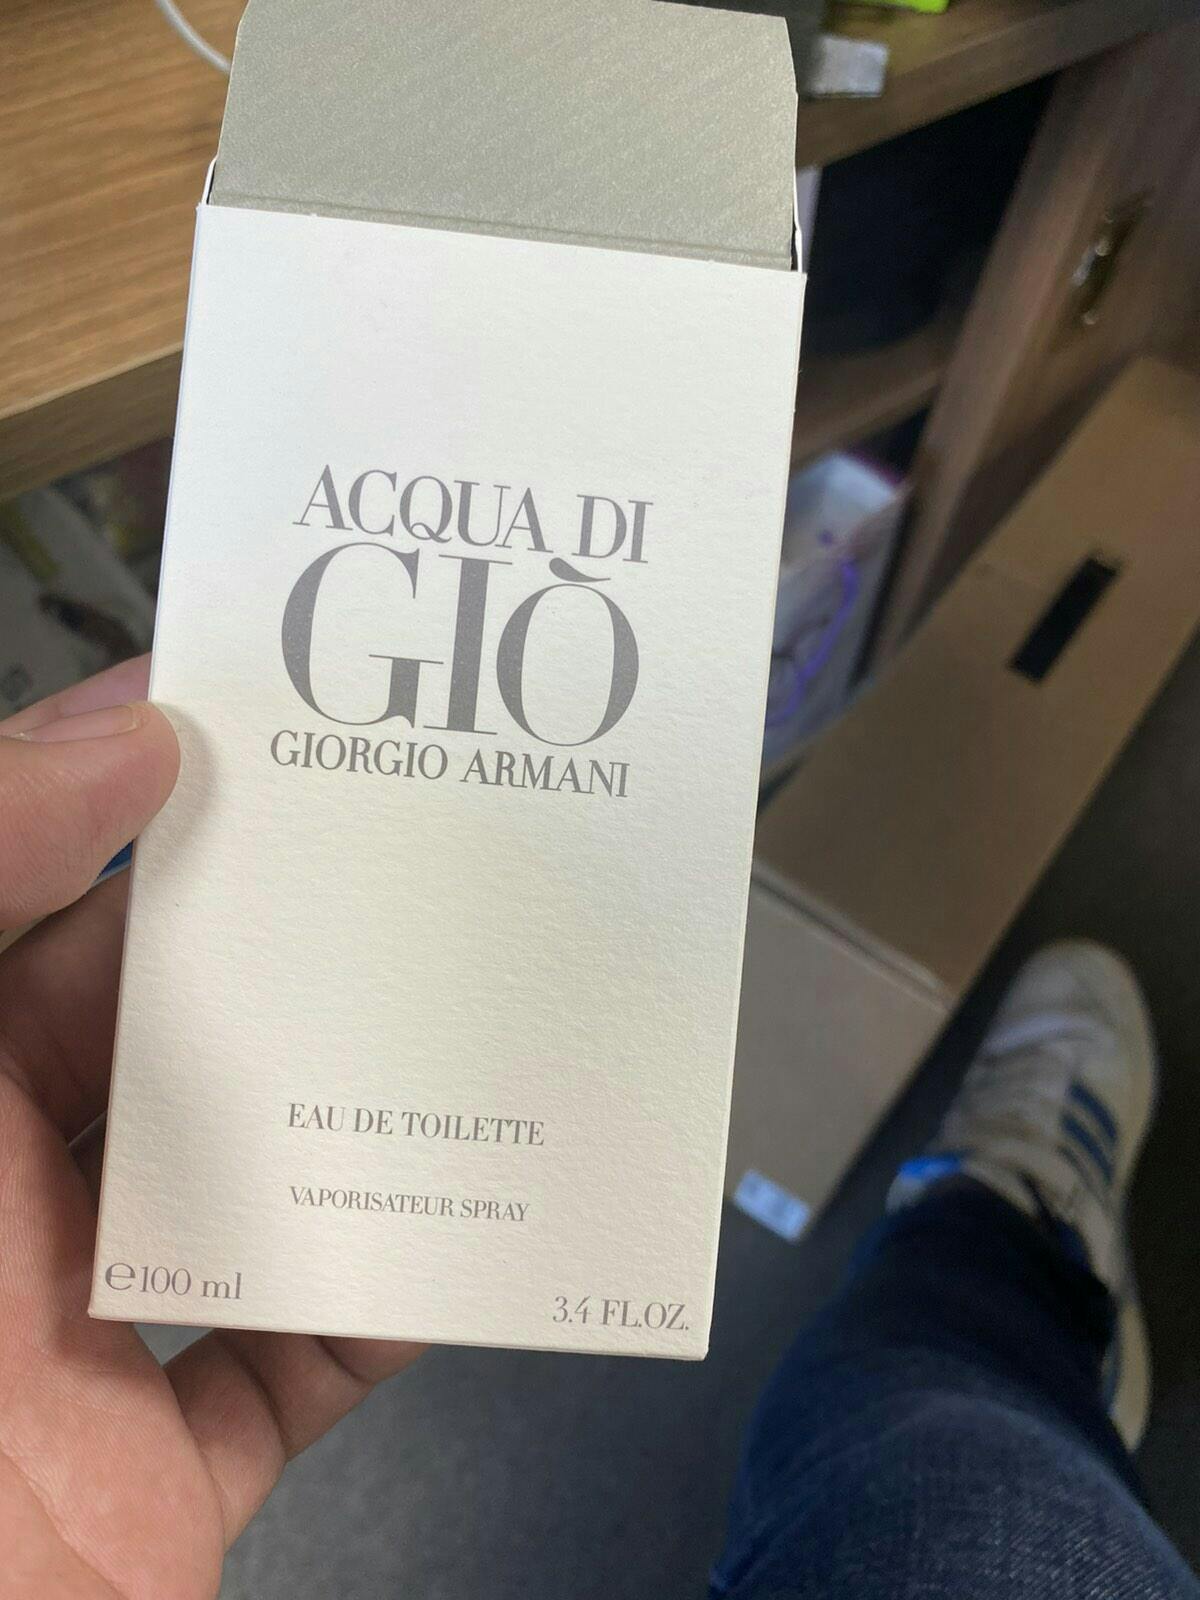 ACQUA DI
GIÒ
GIORGIO ARMANI
EAU DE TOILETTE
VAPORISATEUR SPRAY
℮100 ml
3.4 FL.OZ.